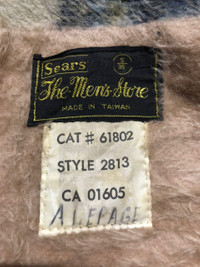 Sears
The Men's Store
MADE IN TAIWAN
CAT # 61802
STYLE 2813
CA 01605
A LEPAGE